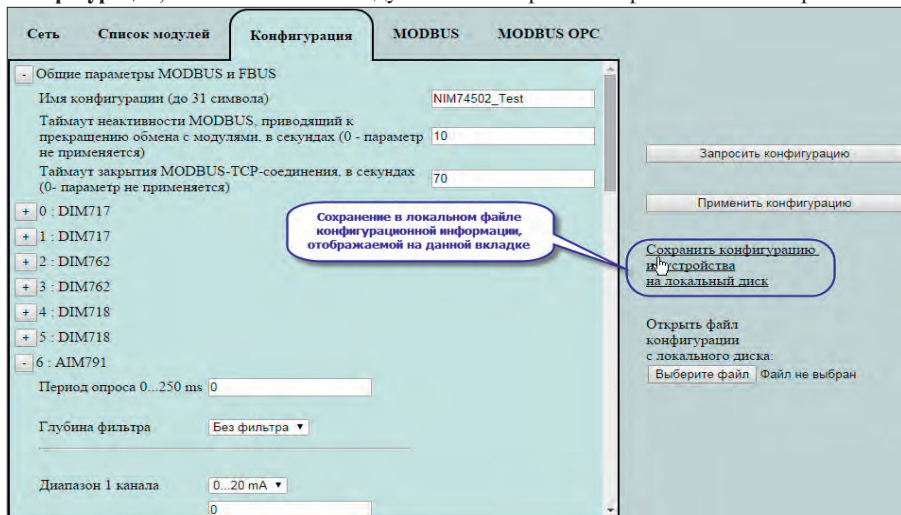 Сеть Список модулей Конфигурация MODBUS MODBUS OPC
- Общие параметры MODBUS и FBUS
Имя конфигурации (до 31 символа) NIM74502_Test
Таймаут неактивности MODBUS, приводящий к
прекращению обмена с модулями, в секундах (0 - параметр
не применяется) 10
Таймаут закрытия MODBUS-TCP-соединения, в секундах
(0- параметр не применяется) 70
+ 0 : DIM717
+ 1 : DIM717
+ 2 : DIM762
+ 3 : DIM762
+ 4 : DIM718
+ 5 : DIM718
- 6 : AIM791
Период опроса 0...250 ms 0
Глубина фильтра Без фильтра
Диапазон 1 канала 0...20 mA
0
Сохранение в локальном файле
конфигурационной информации,
отображаемой на данной вкладке
Запросить конфигурацию
Применить конфигурацию
Сохранить конфигурацию
из устройства
на локальный диск
Открыть файл
конфигурации
с локального диска:
Выберите файл Файл не выбран